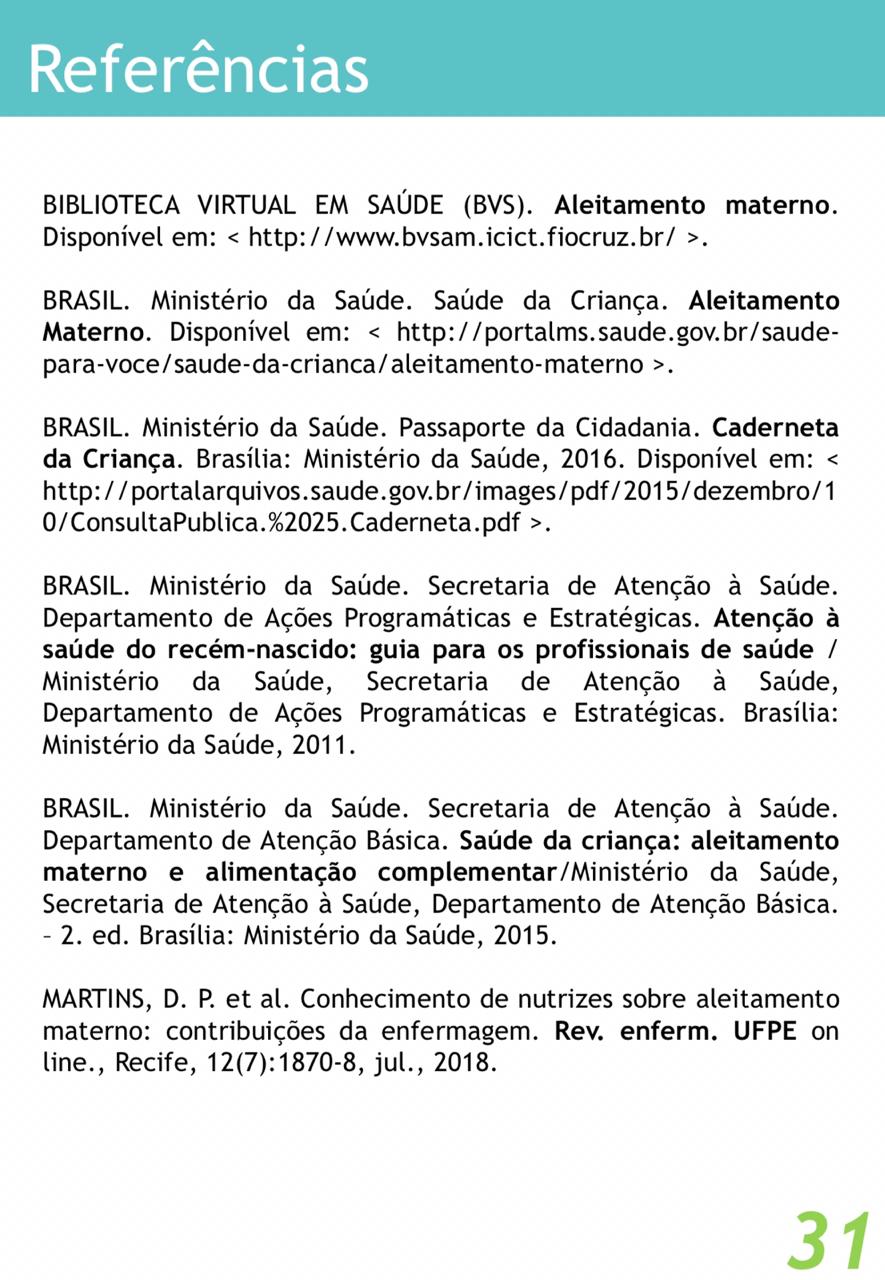 Referências
BIBLIOTECA VIRTUAL EM SAÚDE (BVS). Aleitamento materno.
Disponível em: < http://www.bvsam.icict.fiocruz.br/ >.
BRASIL. Ministério da Saúde. Saúde da Criança. Aleitamento
Materno. Disponível em: < http://portalms.saude.gov.br/saude-
para-voce/saude-da-crianca/aleitamento-materno >.
BRASIL. Ministério da Saúde. Passaporte da Cidadania. Caderneta
da Criança. Brasília: Ministério da Saúde, 2016. Disponível em: <
http://portalarquivos.saude.gov.br/images/pdf/2015/dezembro/1
0/ConsultaPublica.%2025.Caderneta.pdf >.
BRASIL. Ministério da Saúde. Secretaria de Atenção à Saúde.
Departamento de Ações Programáticas e Estratégicas. Atenção à
saúde do recém-nascido: guia para os profissionais de saúde /
Ministério da Saúde, Secretaria de Atenção à Saúde,
Departamento de Ações Programáticas e Estratégicas. Brasília:
Ministério da Saúde, 2011.
BRASIL. Ministério da Saúde. Secretaria de Atenção à Saúde.
Departamento de Atenção Básica. Saúde da criança: aleitamento
materno e alimentação complementar/Ministério da Saúde,
Secretaria de Atenção à Saúde, Departamento de Atenção Básica.
– 2. ed. Brasília: Ministério da Saúde, 2015.
MARTINS, D. P. et al. Conhecimento de nutrizes sobre aleitamento
materno: contribuições da enfermagem. Rev. enferm. UFPE on
line., Recife, 12(7):1870-8, jul., 2018.
31